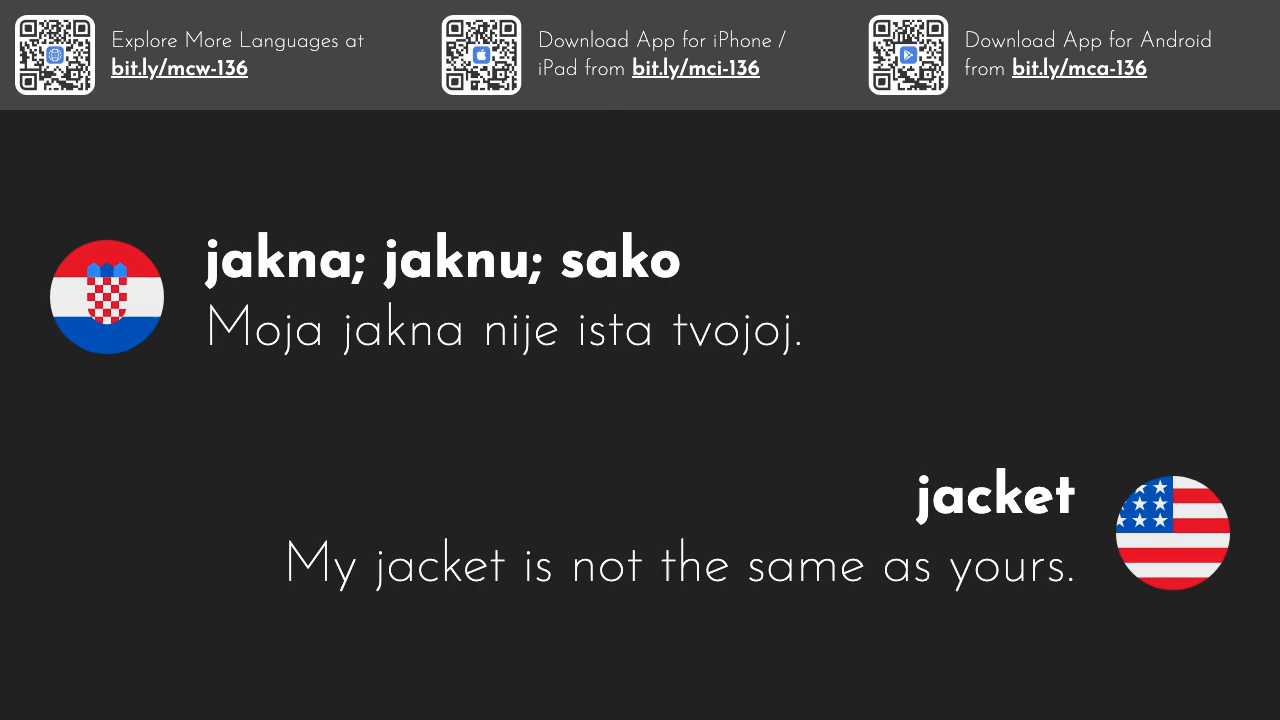 Explore More Languages at
bit.ly/mcw-136
Download App for iPhone /
iPad from bit.ly/mci-136
Download App for Android
from bit.ly/mca-136
jakna; jaknu; sako
Moja jakna nije ista tvojoj.
jacket
My jacket is not the same as yours.